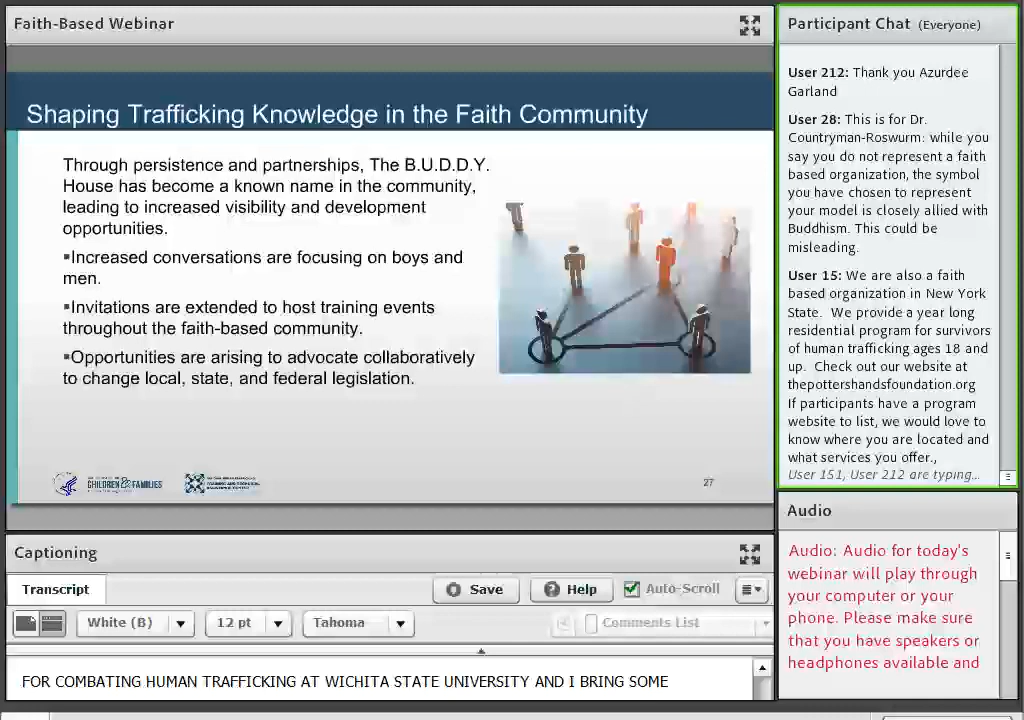 Faith-Based Webinar
Shaping Trafficking Knowledge in the Faith Community
Through persistence and partnerships, The B.U.D.D.Y.
House has become a known name in the community,
leading to increased visibility and development
opportunities.
▪Increased conversations are focusing on boys and
men.
▪Invitations are extended to host training events
throughout the faith-based community.
▪Opportunities are arising to advocate collaboratively
to change local, state, and federal legislation.
CHILDREN & FAMILIES
27
Participant Chat (Everyone)
User 212: Thank you Azurdee
Garland
User 28: This is for Dr.
Countryman-Roswurm: while you
say you do not represent a faith
based organization, the symbol
you have chosen to represent
your model is closely allied with
Buddhism. This could be
misleading.
User 15: We are also a faith
based organization in New York
State. We provide a year long
residential program for survivors
of human trafficking ages 18 and
up. Check out our website at
thepottershandsfoundation.org
If participants have a program
website to list, we would love to
know where you are located and
what services you offer.,
User 151, User 212 are typing...
Audio
Audio: Audio for today's
webinar will play through
your computer or your
phone. Please make sure
that you have speakers or
headphones available and
Captioning
Transcript
Save
Help
Auto-Scroll
White (B)
12 pt
Tahoma
Comments List
FOR COMBATING HUMAN TRAFFICKING AT WICHITA STATE UNIVERSITY AND I BRING SOME